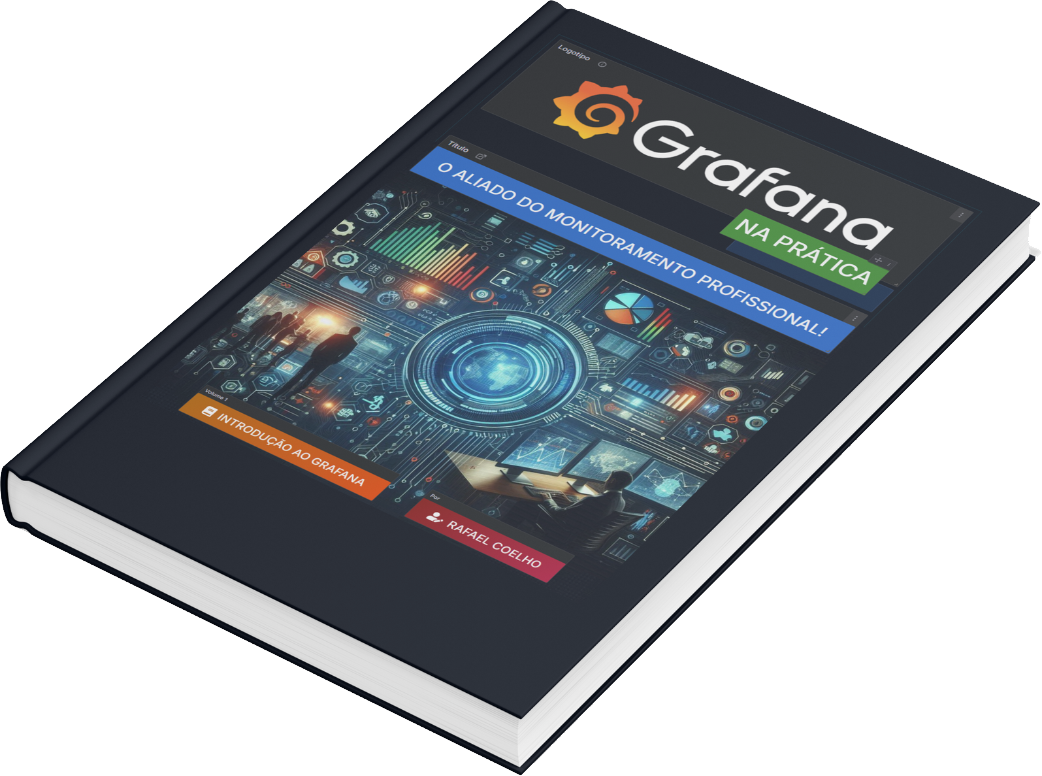 Logotipo
Grafana
NA PRÁTICA
Título
O ALIADO DO MONITORAMENTO PROFISSIONAL!
Volume 1
INTRODUÇÃO AO GRAFANA
Por
RAFAEL COELHO